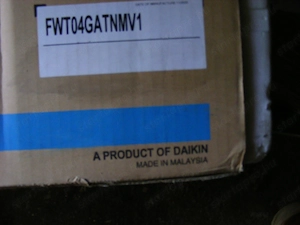 FWT04GATNMV1
A PRODUCT OF DAIKIN
MADE IN MALAYSIA